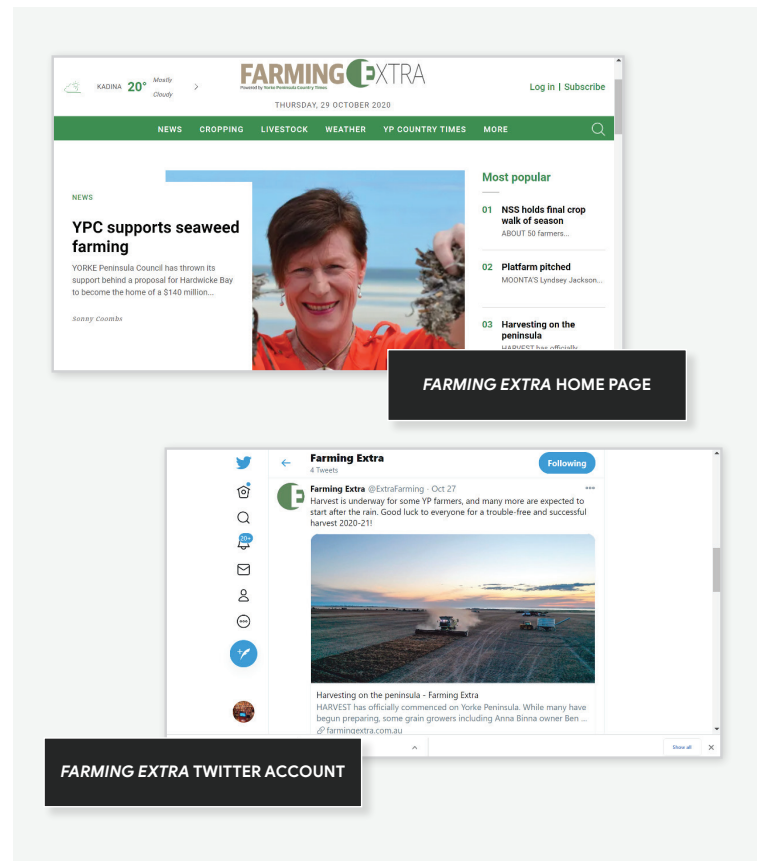 KADINA 20° Mostly Cloudy
FARMING EXTRA
Powered by Yorke Peninsula Country Times
THURSDAY, 29 OCTOBER 2020
Log in | Subscribe
NEWS CROPPING LIVESTOCK WEATHER YP COUNTRY TIMES MORE
NEWS
YPC supports seaweed
farming
YORKE Peninsula Council has thrown its
support behind a proposal for Hardwicke Bay
to become the home of a $140 million...
Sonny Coombs
Most popular
01 NSS holds final crop
walk of season
ABOUT 50 farmers...
02 Platfarm pitched
MOONTA'S Lyndsey Jackson...
03 Harvesting on the
peninsula
HARVEST has officially
FARMING EXTRA HOME PAGE
Farming Extra
4 Tweets
Following
Farming Extra @ExtraFarming · Oct 27
Harvest is underway for some YP farmers, and many more are expected to
start after the rain. Good luck to everyone for a trouble-free and successful
harvest 2020-21!
20+
Harvesting on the peninsula - Farming Extra
HARVEST has officially commenced on Yorke Peninsula. While many have
begun preparing, some grain growers including Anna Binna owner Ben ...
farmingextra.com.au
Show all
FARMING EXTRA TWITTER ACCOUNT